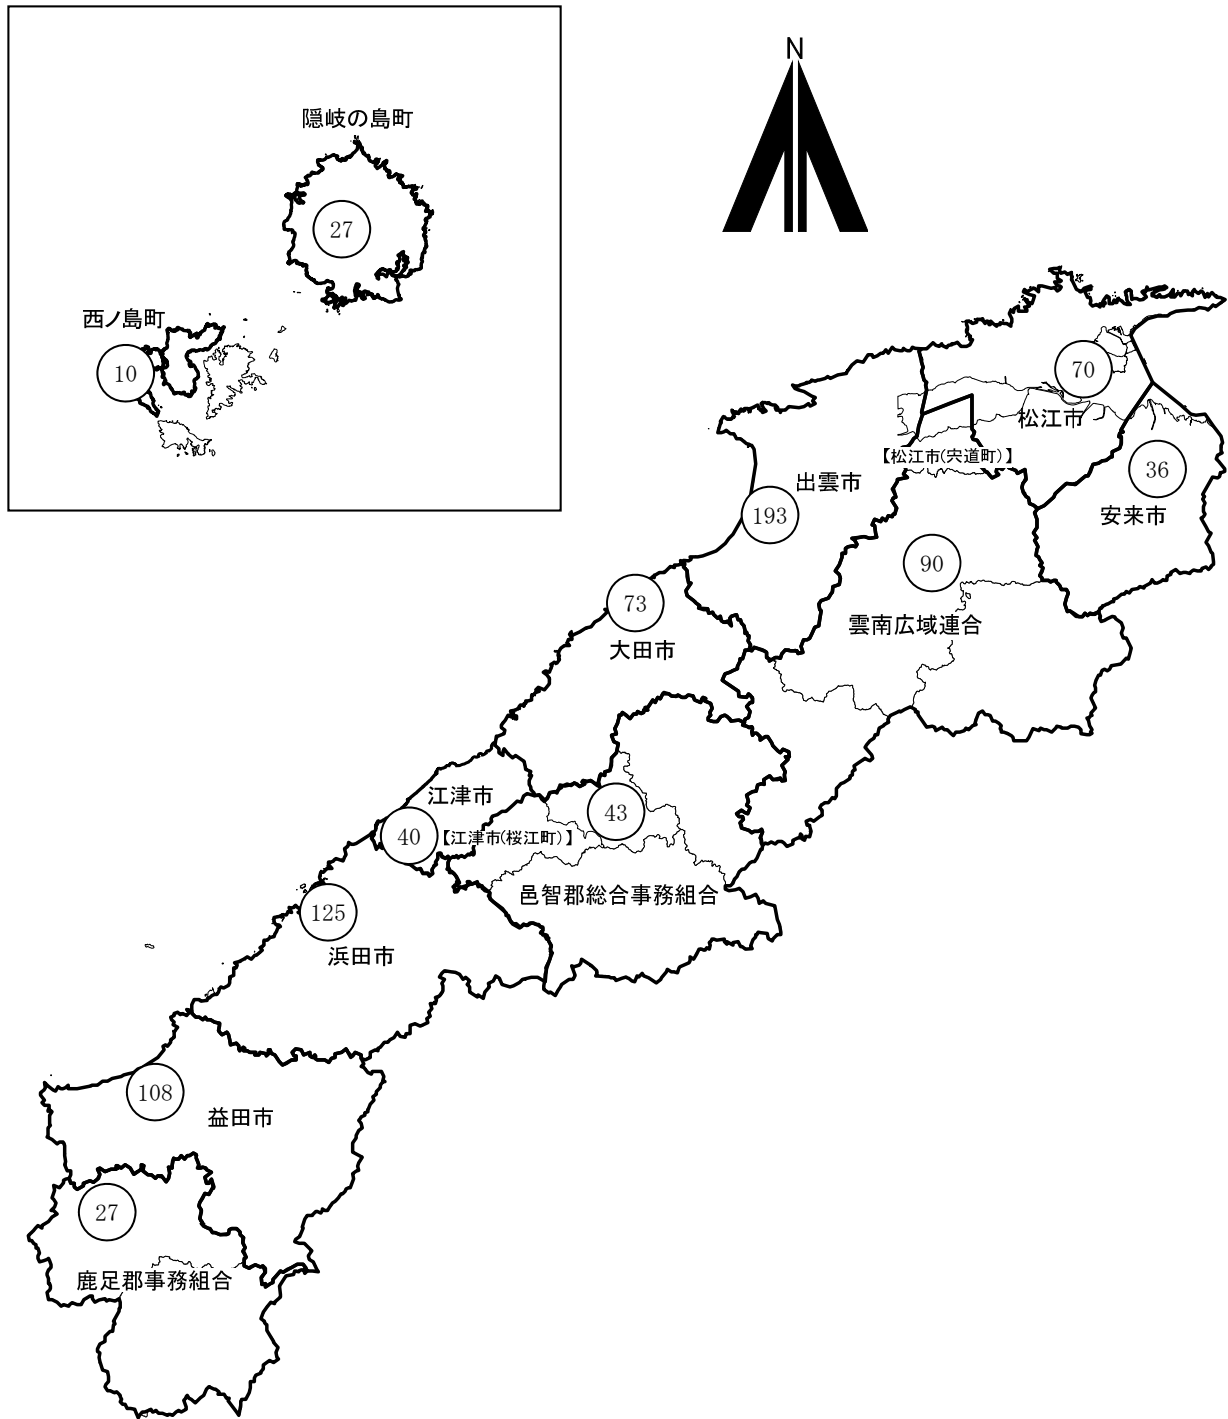 N
隠岐の島町
27
西ノ島町
10
70
松江市
【松江市(宍道町)】
36
安来市
出雲市
193
90
雲南広域連合
73
大田市
江津市
40
【江津市(桜江町)】
43
邑智郡総合事務組合
125
浜田市
108
益田市
27
鹿足郡事務組合